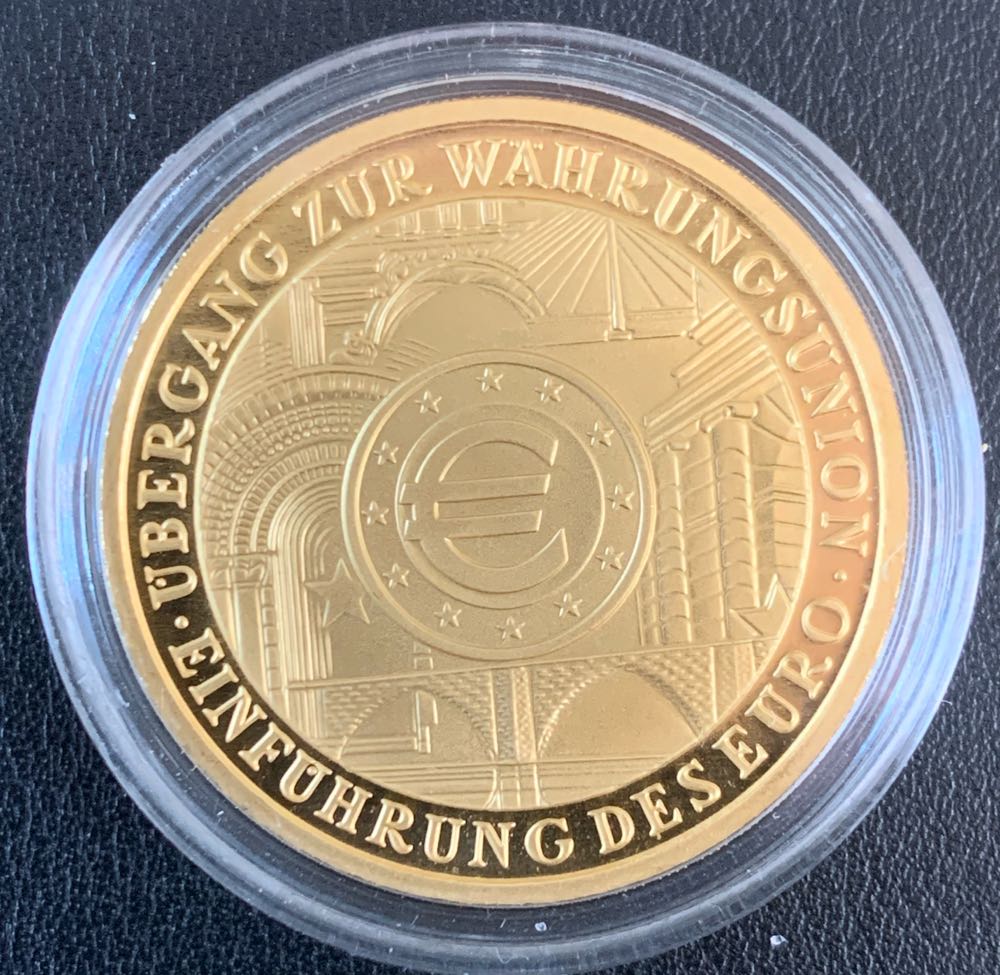 ÜBERGANG ZUR WÄHRUNGSUNION ·
EINFÜHRUNG DES EURO ·
€